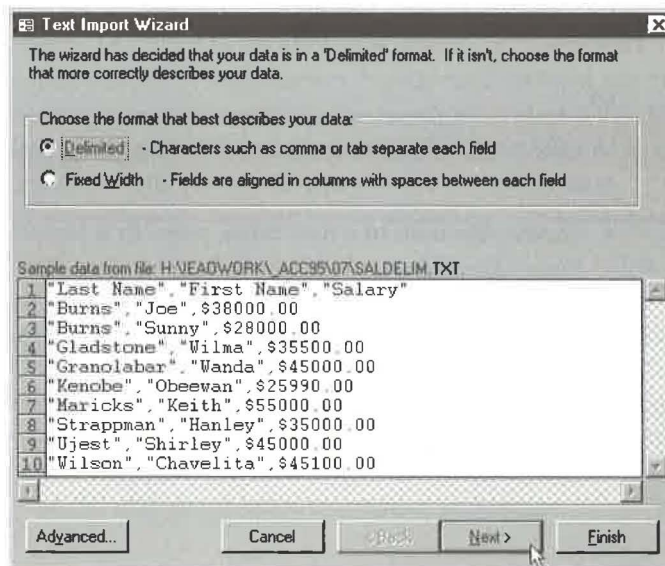 Text Import Wizard
The wizard has decided that your data is in a 'Delimited' format. If it isn't, choose the format
that more correctly describes your data.
Choose the format that best describes your data:
Delimited - Characters such as comma or tab separate each field
Fixed Width - Fields are aligned in columns with spaces between each field
Sample data from file: H:\EADWORK\_ACC95\07\SALDELIM.TXT.
1 "Last Name","First Name","Salary"
2 "Burns","Joe",$38000.00
3 "Burns","Sunny",$28000.00
4 "Gladstone","Wilma",$35500.00
5 "Granolabar","Wanda",$45000.00
6 "Kenobe","Obeewan",$25990.00
7 "Maricks","Keith",$55000.00
8 "Strappman","Hanley",$35000.00
9 "Ujest","Shirley",$45000.00
10 "Wilson","Chavelita",$45100.00
Advanced... Cancel < Back Next > Finish